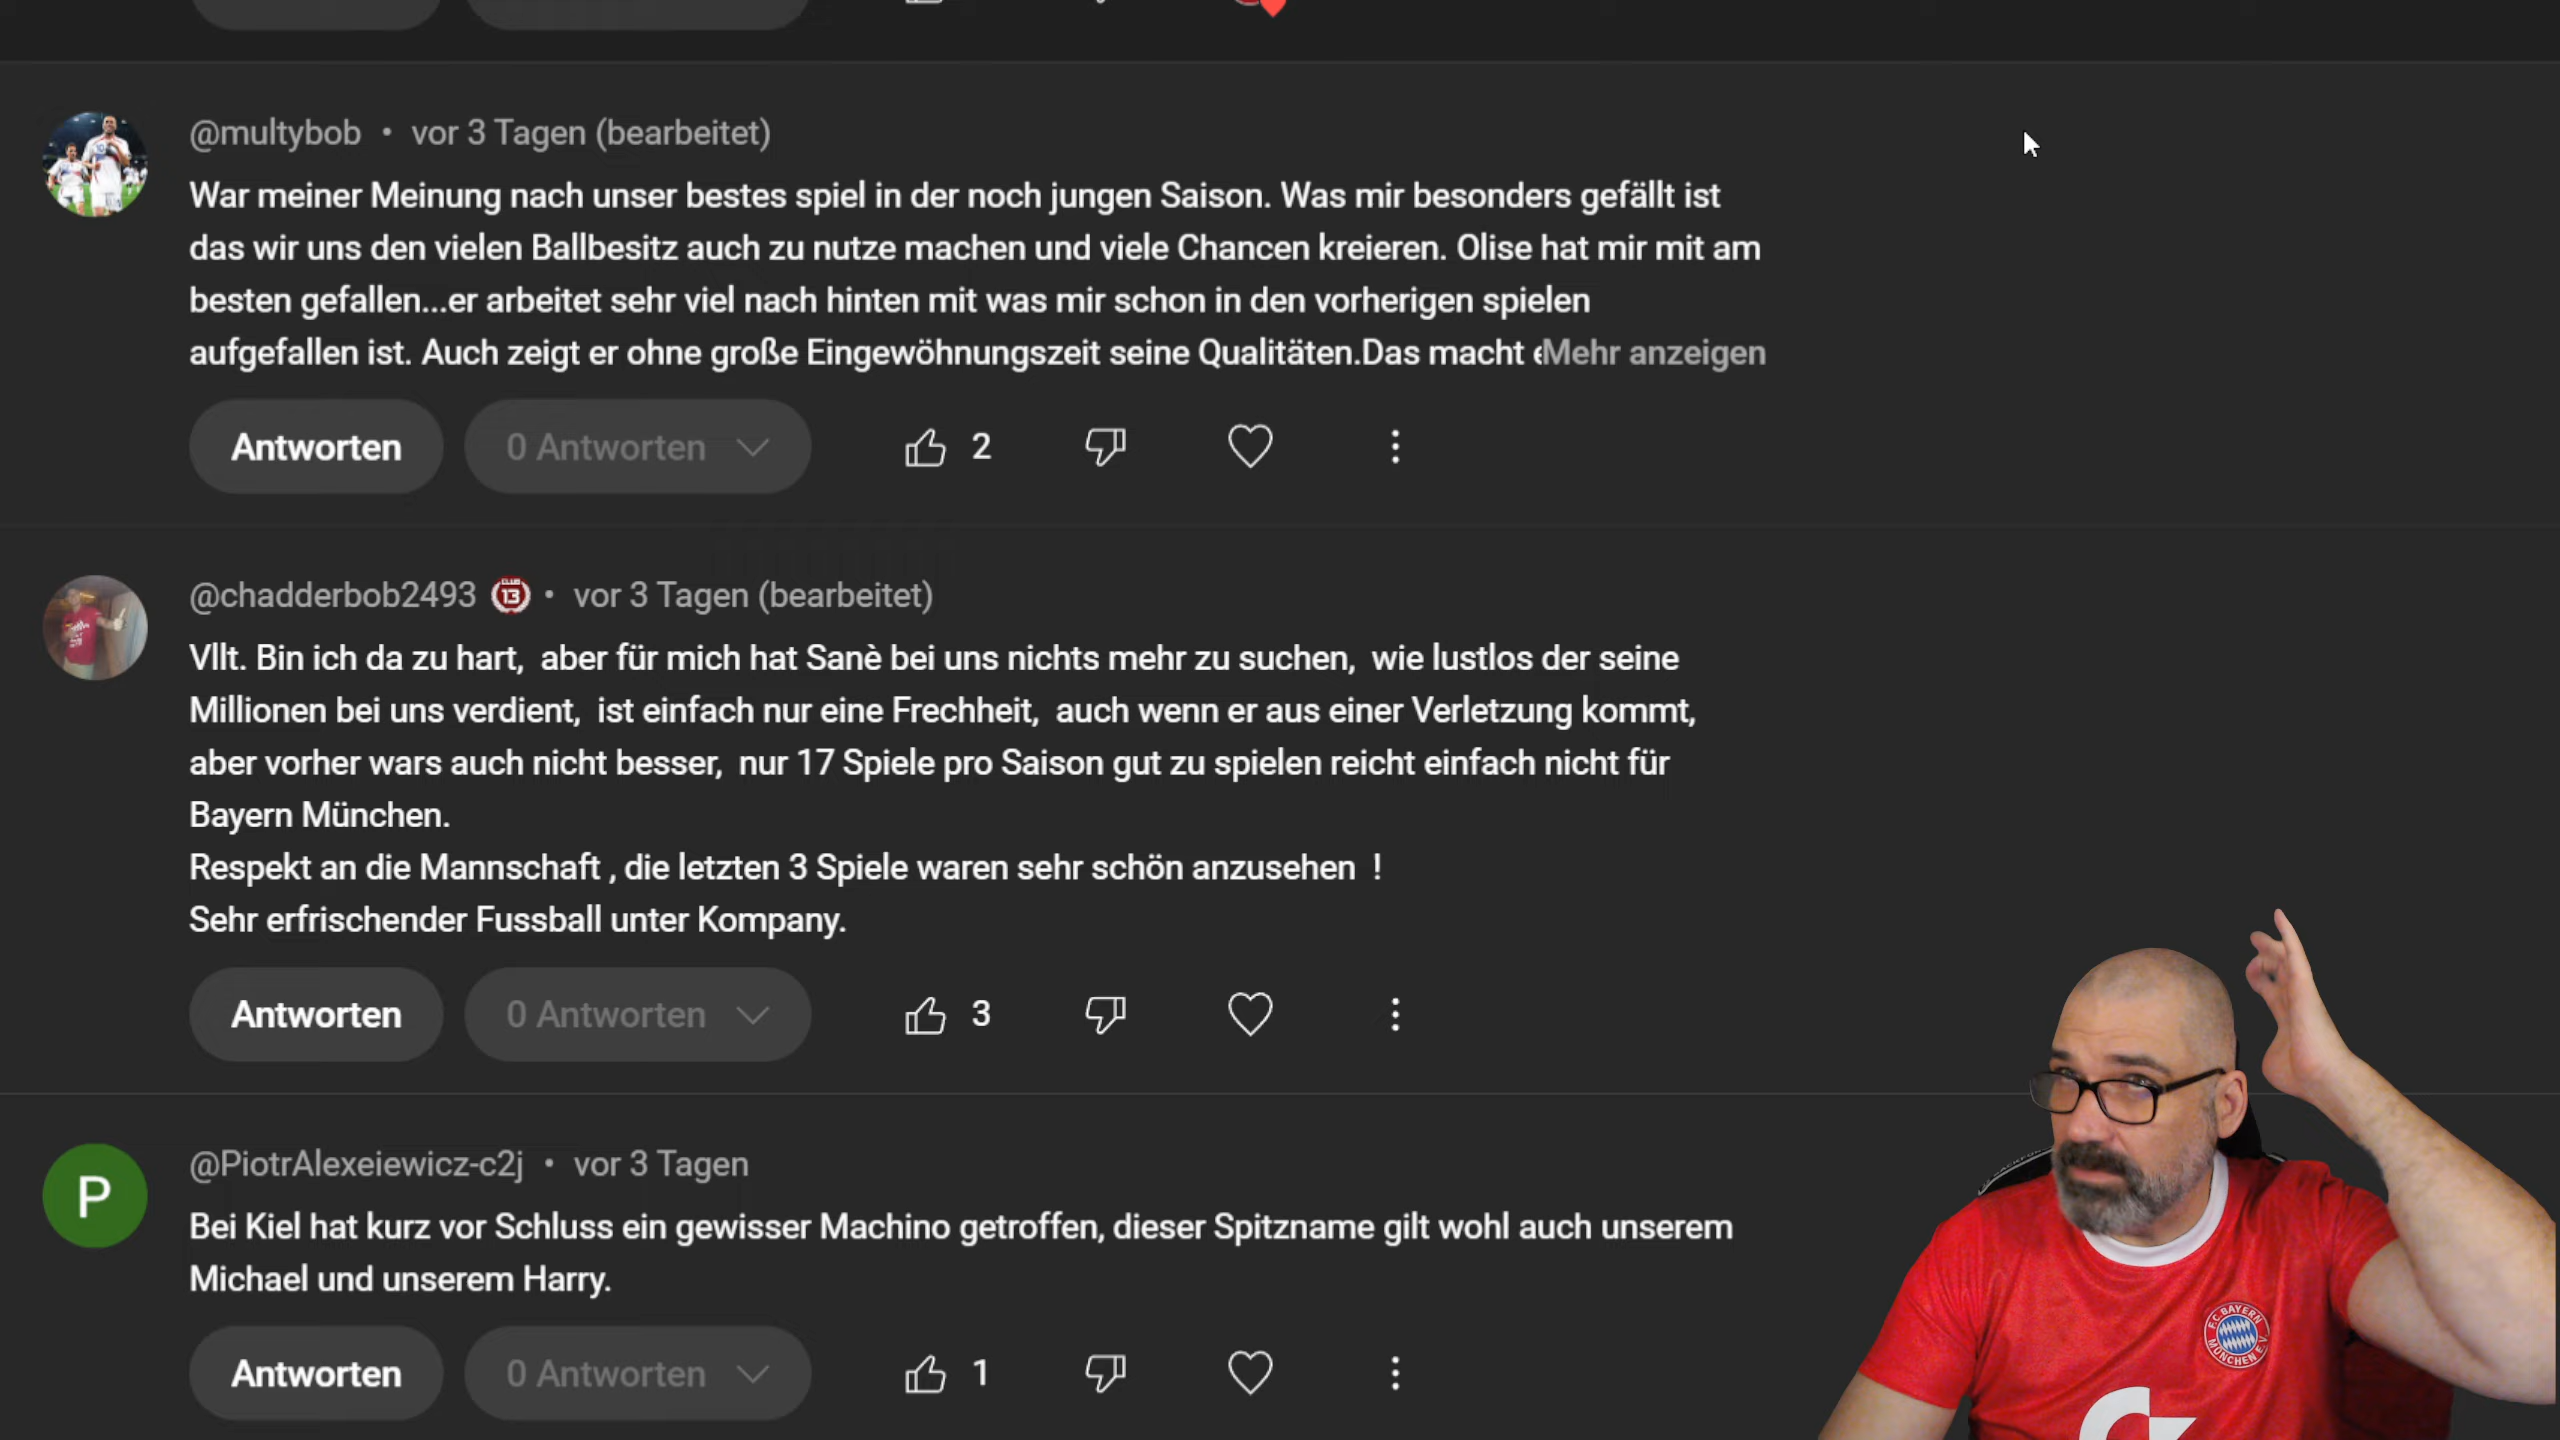 @multybob • vor 3 Tagen (bearbeitet)
War meiner Meinung nach unser bestes spiel in der noch jungen Saison. Was mir besonders gefällt ist
das wir uns den vielen Ballbesitz auch zu nutze machen und viele Chancen kreieren. Olise hat mir mit am
besten gefallen...er arbeitet sehr viel nach hinten mit was mir schon in den vorherigen spielen
aufgefallen ist. Auch zeigt er ohne große Eingewöhnungszeit seine Qualitäten.Das macht Mehr anzeigen
Antworten 0 Antworten 2
@chadderbob2493 CLUB 13 • vor 3 Tagen (bearbeitet)
Vllt. Bin ich da zu hart, aber für mich hat Sanè bei uns nichts mehr zu suchen, wie lustlos der seine
Millionen bei uns verdient, ist einfach nur eine Frechheit, auch wenn er aus einer Verletzung kommt,
aber vorher wars auch nicht besser, nur 17 Spiele pro Saison gut zu spielen reicht einfach nicht für
Bayern München.
Respekt an die Mannschaft , die letzten 3 Spiele waren sehr schön anzusehen !
Sehr erfrischender Fussball unter Kompany.
Antworten 0 Antworten 3
@PiotrAlexeiewicz-c2j • vor 3 Tagen
P
Bei Kiel hat kurz vor Schluss ein gewisser Machino getroffen, dieser Spitzname gilt wohl auch unserem
Michael und unserem Harry.
Antworten 0 Antworten 1
F.C. BAYERN
MÜNCHEN E.V.